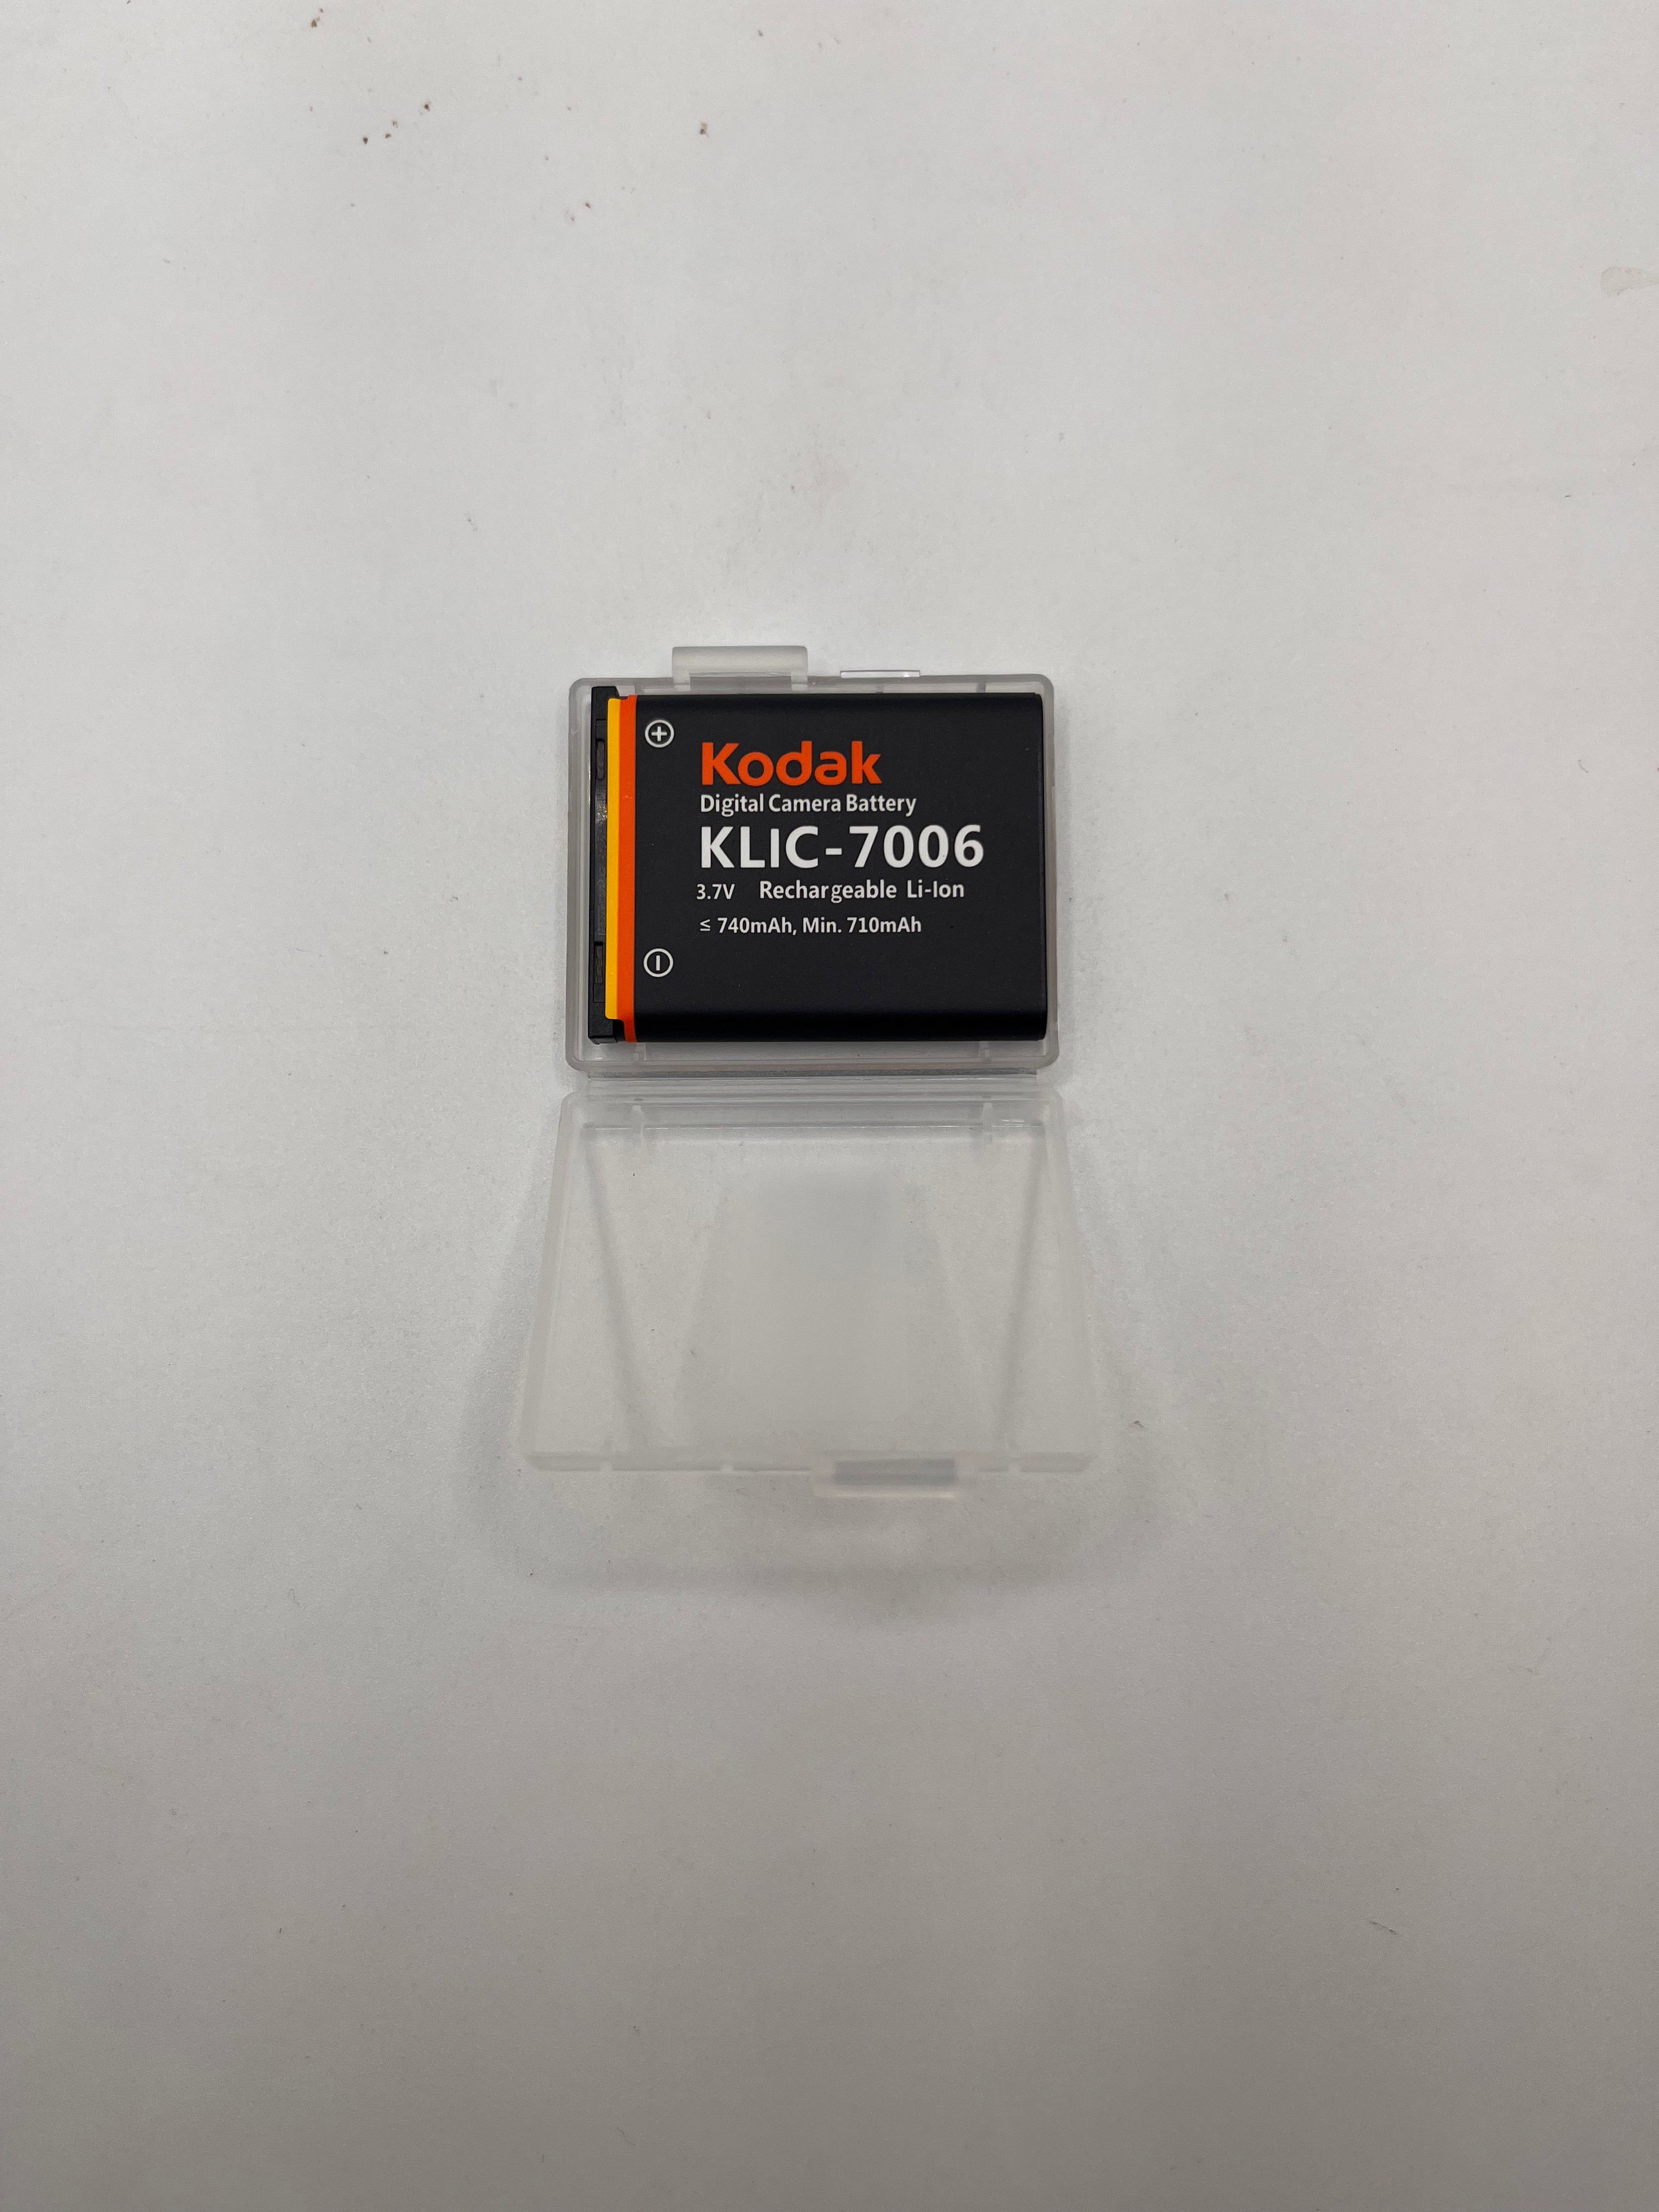 Kodak
Digital Camera Battery
KLIC-7006
3.7V Rechargeable Li-Ion
≤ 740mAh, Min. 710mAh